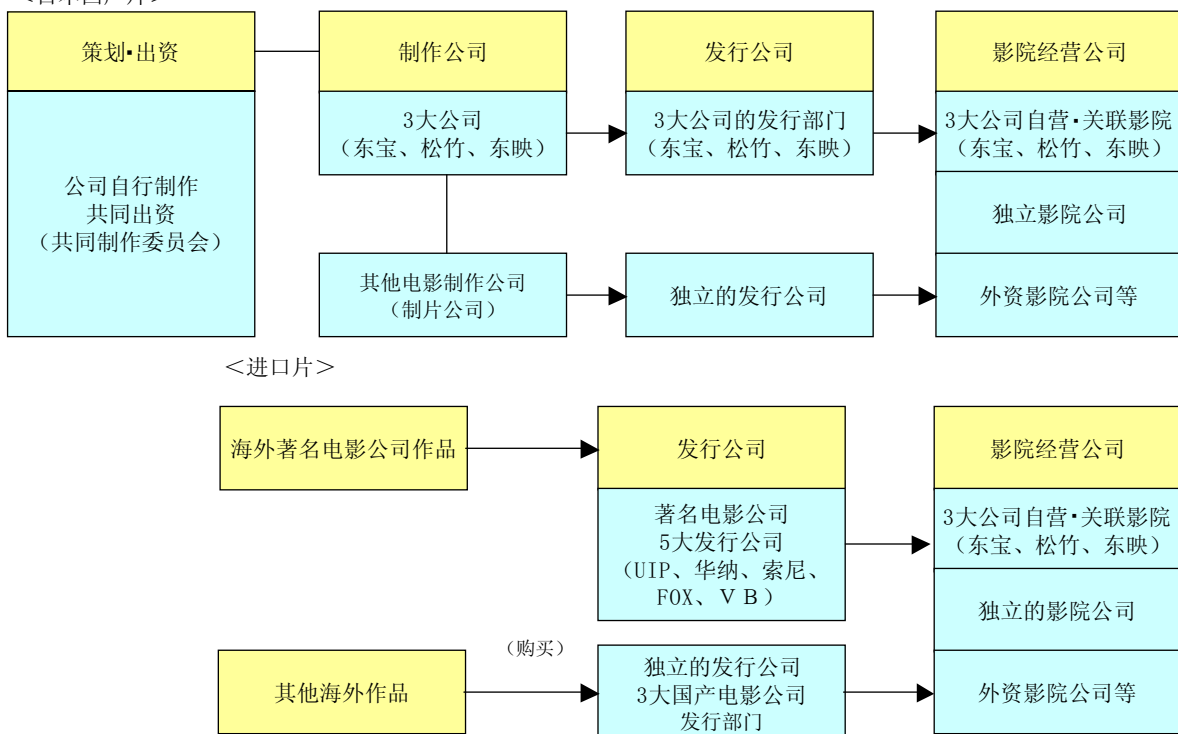 策划▪出资
制作公司
发行公司
影院经营公司
公司自行制作
共同出资
（共同制作委员会）
3大公司
（东宝、松竹、东映）
3大公司的发行部门
（东宝、松竹、东映）
3大公司自营▪关联影院
（东宝、松竹、东映）
独立影院公司
其他电影制作公司
（制片公司）
独立的发行公司
外资影院公司等
＜进口片＞
海外著名电影公司作品
发行公司
影院经营公司
著名电影公司
5大发行公司
（UIP、华纳、索尼、
FOX、ＶＢ）
3大公司自营▪关联影院
（东宝、松竹、东映）
独立的影院公司
其他海外作品
（购买）
独立的发行公司
3大国产电影公司
发行部门
外资影院公司等